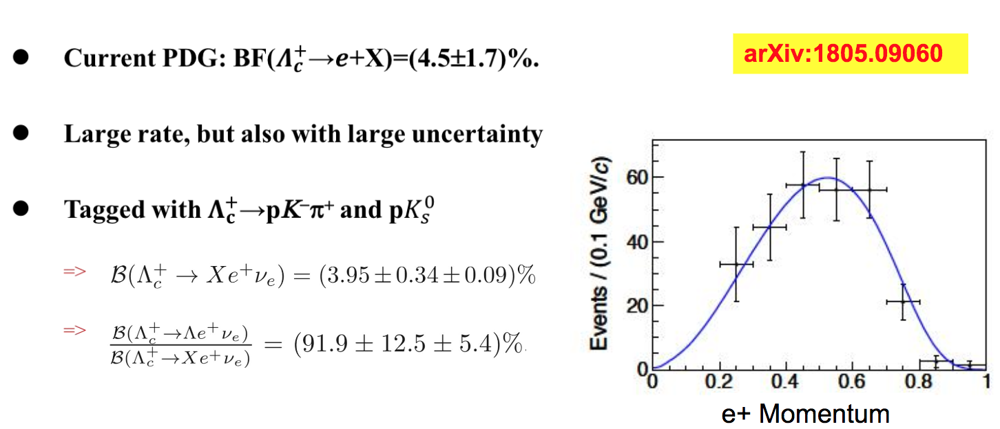 ● Current PDG: BF(Λc+→e+X)=(4.5±1.7)%.
arXiv:1805.09060
● Large rate, but also with large uncertainty
● Tagged with Λc+→pK-π+ and pKs0
=> B(Λc+ → Xe+νe) = (3.95±0.34±0.09)%
=> B(Λc+→Λe+νe)
B(Λc+→Xe+νe)
= (91.9 ± 12.5 ± 5.4)%.
Events / (0.1 GeV/c)
60
40
20
0
0 0.2 0.4 0.6 0.8 1
e+ Momentum